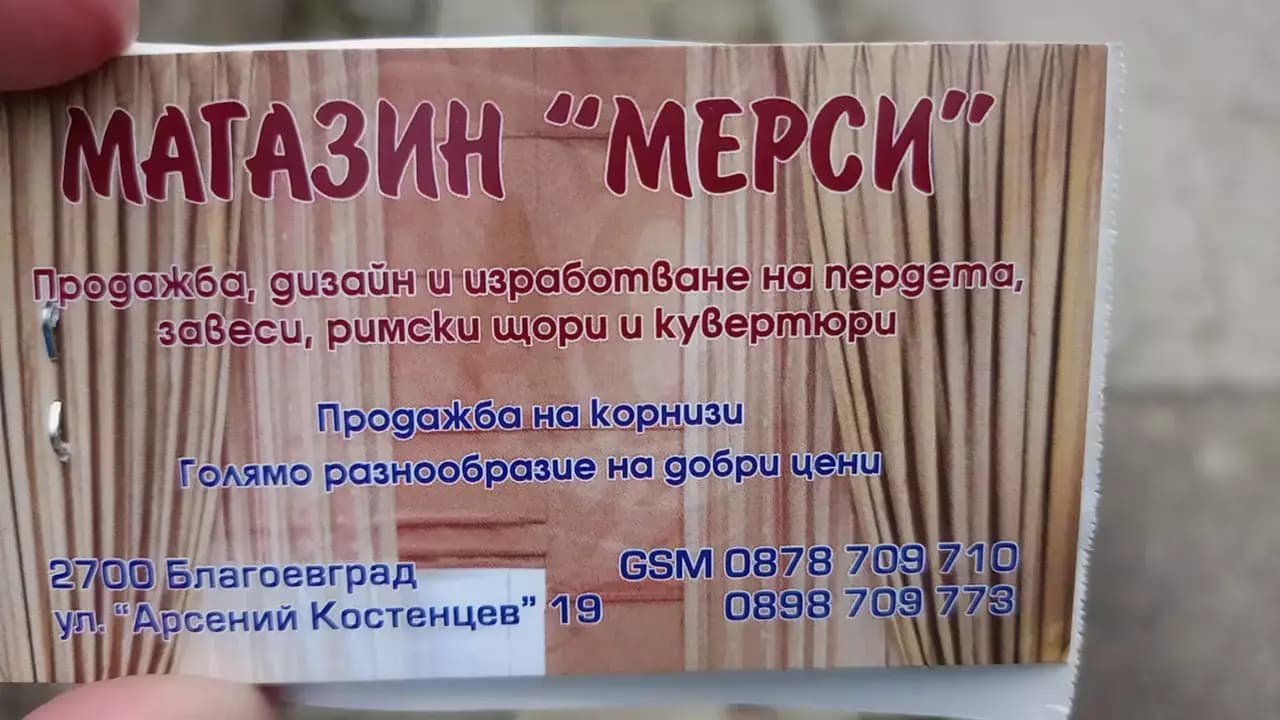 МАГАЗИН “МЕРСИ”
Продажба, дизайн и изработване на пердета,
завеси, римски щори и кувертюри
Продажба на корнизи
Голямо разнообразие на добри цени
2700 Благоевград
ул. “Арсений Костенцев” 19
GSM 0878 709 710
0898 709 773